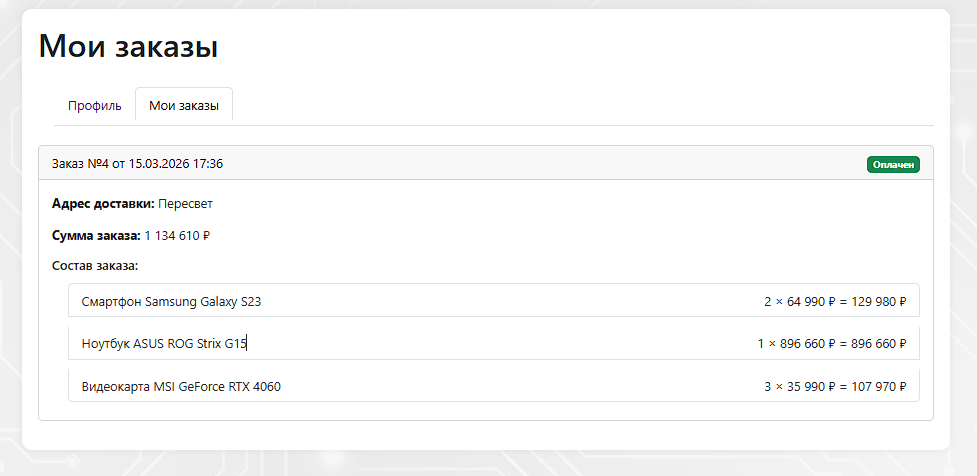 Мои заказы
Профиль
Мои заказы
Заказ №4 от 15.03.2026 17:36
Оплачен
Адрес доставки: Пересвет
Сумма заказа: 1 134 610 ₽
Состав заказа:
Смартфон Samsung Galaxy S23 2 × 64 990 ₽ = 129 980 ₽
Ноутбук ASUS ROG Strix G15 1 × 896 660 ₽ = 896 660 ₽
Видеокарта MSI GeForce RTX 4060 3 × 35 990 ₽ = 107 970 ₽